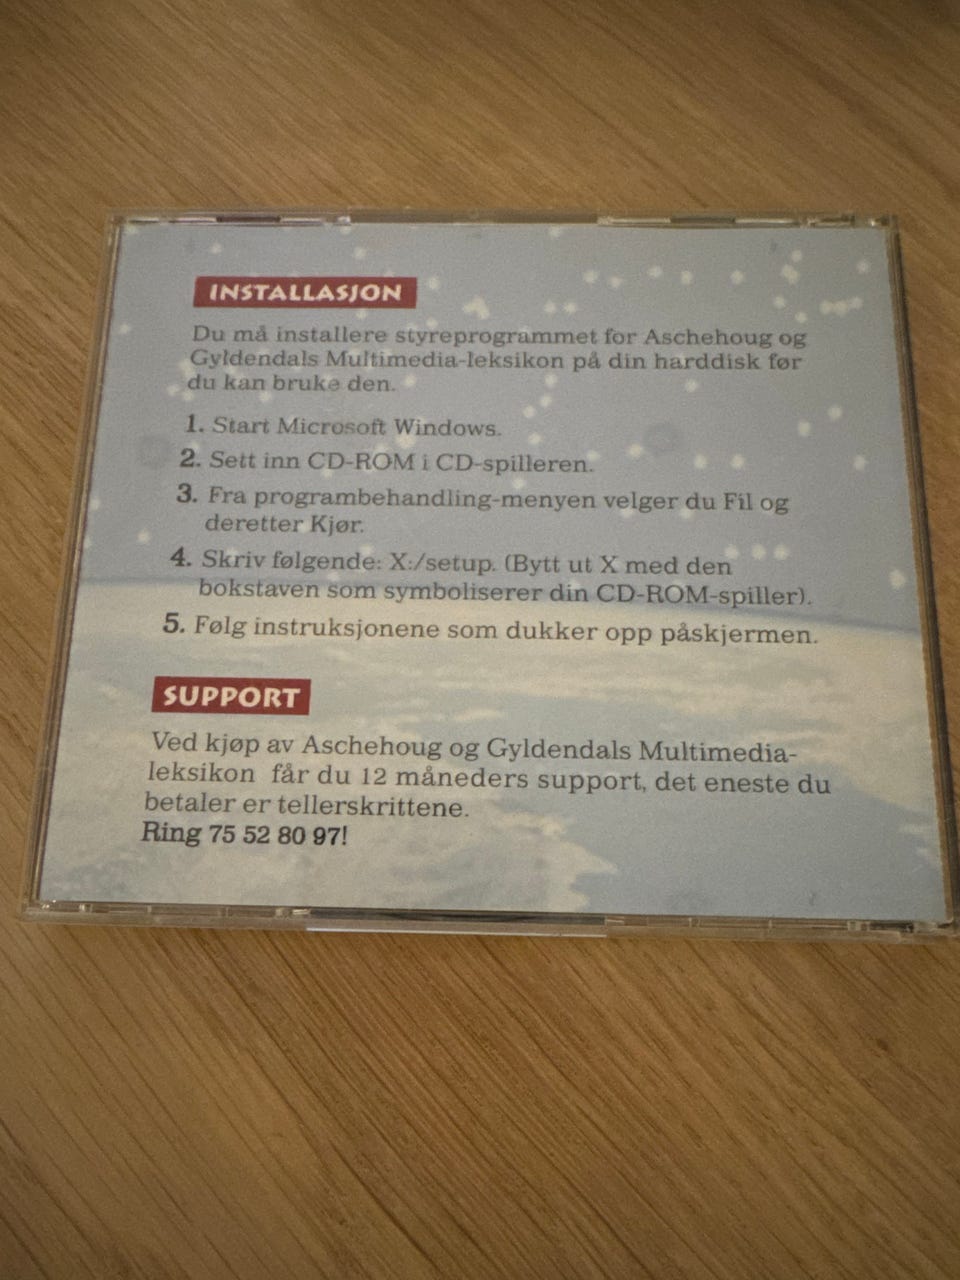 INSTALLASJON
Du må installere styreprogrammet for Aschehoug og
Gyldendals Multimedia-leksikon på din harddisk før
du kan bruke den.
1. Start Microsoft Windows.
2. Sett inn CD-ROM i CD-spilleren.
3. Fra programbehandling-menyen velger du Fil og
deretter Kjør.
4. Skriv følgende: X:/setup. (Bytt ut X med den
bokstaven som symboliserer din CD-ROM-spiller).
5. Følg instruksjonene som dukker opp påskjermen.
SUPPORT
Ved kjøp av Aschehoug og Gyldendals Multimedia-
leksikon får du 12 måneders support, det eneste du
betaler er tellerskrittene.
Ring 75 52 80 97!